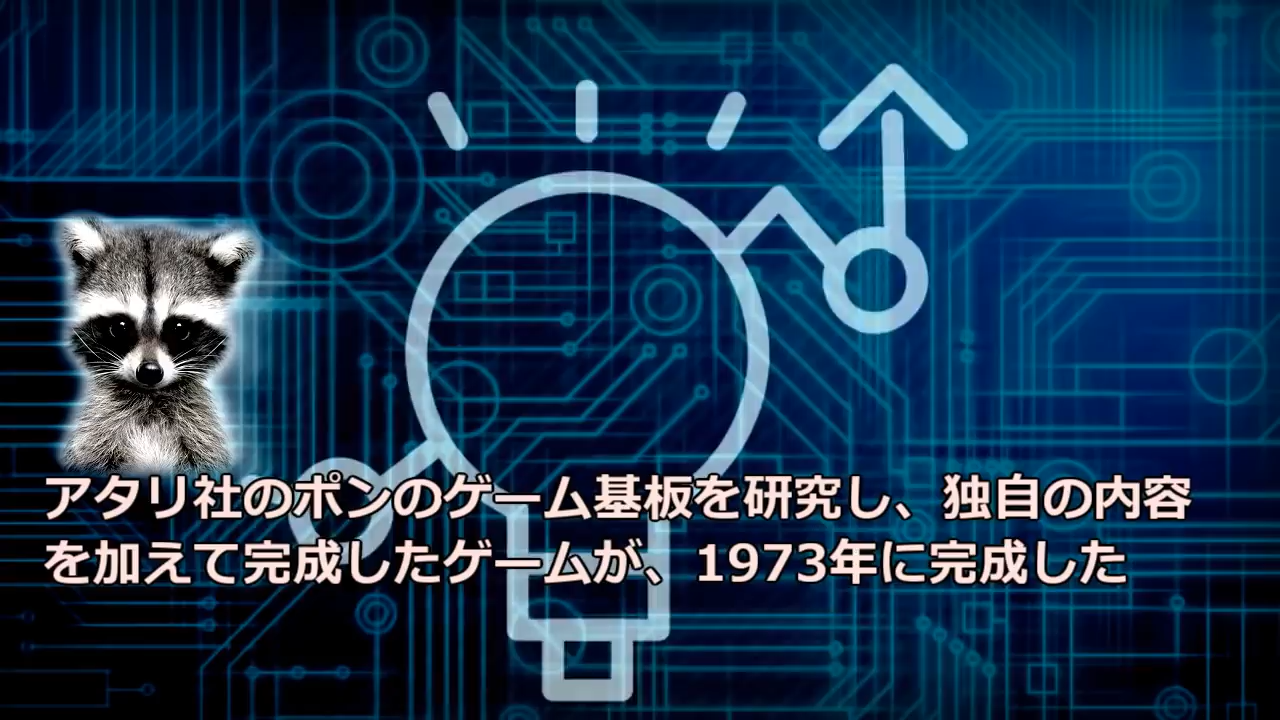 アタリ社のポンのゲーム基板を研究し、独自の内容
を加えて完成したゲームが、1973年に完成した